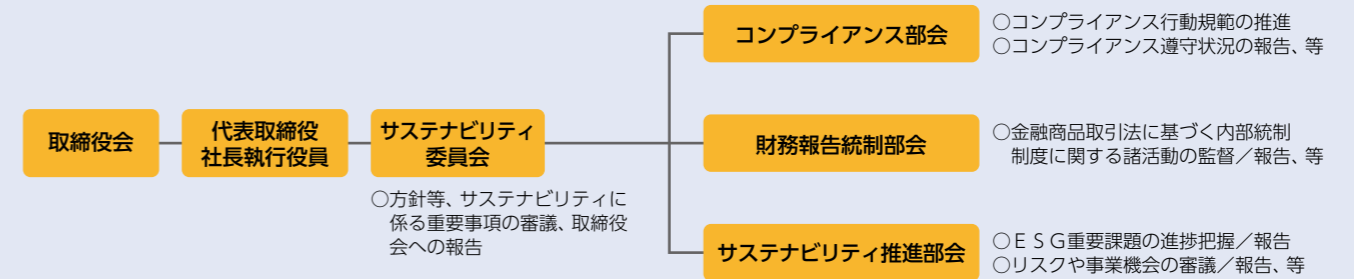 コンプライアンス部会
○コンプライアンス行動規範の推進
○コンプライアンス遵守状況の報告、等
取締役会
代表取締役
社長執行役員
サステナビリティ
委員会
○方針等、サステナビリティに
係る重要事項の審議、取締役
会への報告
財務報告統制部会
○金融商品取引法に基づく内部統制
制度に関する諸活動の監督／報告、等
サステナビリティ推進部会
○ＥＳＧ重要課題の進捗把握／報告
○リスクや事業機会の審議／報告、等